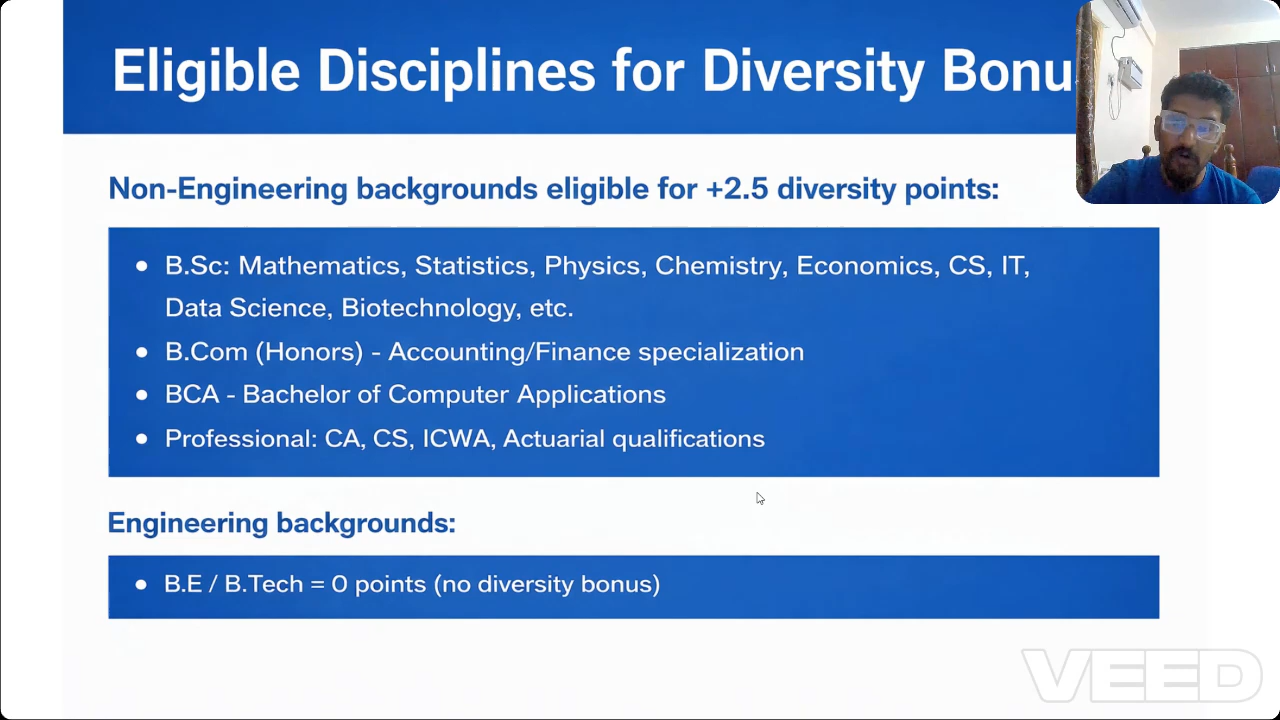 Eligible Disciplines for Diversity Bonu
Non-Engineering backgrounds eligible for +2.5 diversity points:
• B.Sc: Mathematics, Statistics, Physics, Chemistry, Economics, CS, IT,
Data Science, Biotechnology, etc.
• B.Com (Honors) - Accounting/Finance specialization
• BCA - Bachelor of Computer Applications
• Professional: CA, CS, ICWA, Actuarial qualifications
Engineering backgrounds:
• B.E / B.Tech = 0 points (no diversity bonus)
VEED